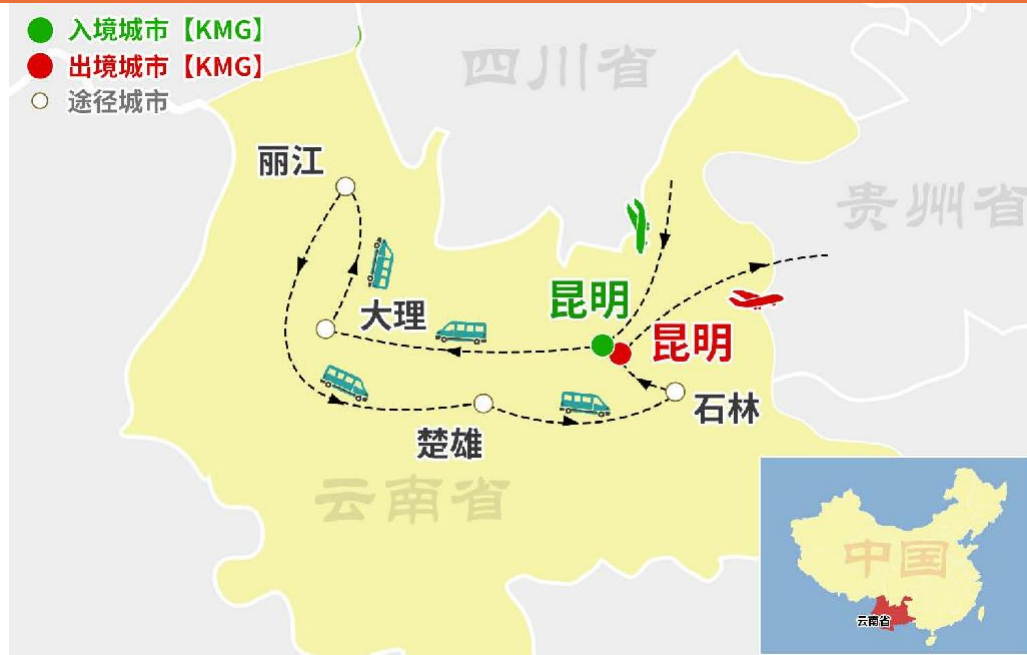 入境城市【KMG】
出境城市【KMG】
途径城市
四川省
丽江
贵州省
昆明
大理
昆明
石林
楚雄
云南省
中国
云南省